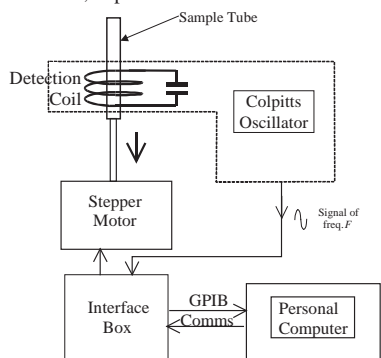 Sample Tube
Detection
Coil
Colpitts
Oscillator
Stepper
Motor
Signal of
freq. F
Interface
Box
GPIB
Comms
Personal
Computer